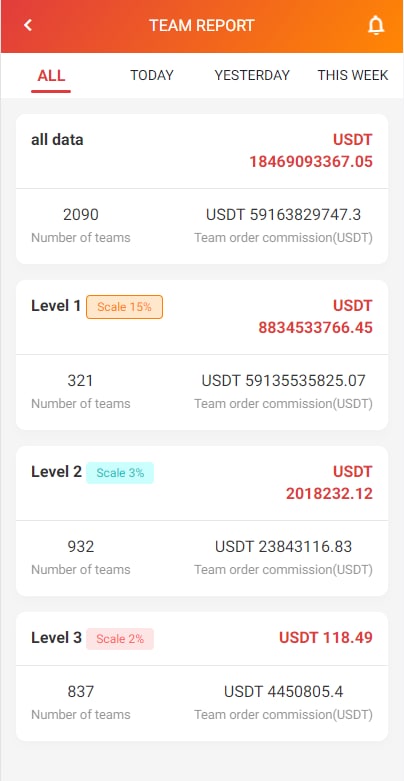 TEAM REPORT
ALL TODAY YESTERDAY THIS WEEK
all data USDT
18469093367.05
2090 USDT 59163829747.3
Number of teams Team order commission(USDT)
Level 1 Scale 15% USDT
8834533766.45
321 USDT 59135535825.07
Number of teams Team order commission(USDT)
Level 2 Scale 3% USDT
2018232.12
932 USDT 23843116.83
Number of teams Team order commission(USDT)
Level 3 Scale 2% USDT 118.49
837 USDT 4450805.4
Number of teams Team order commission(USDT)